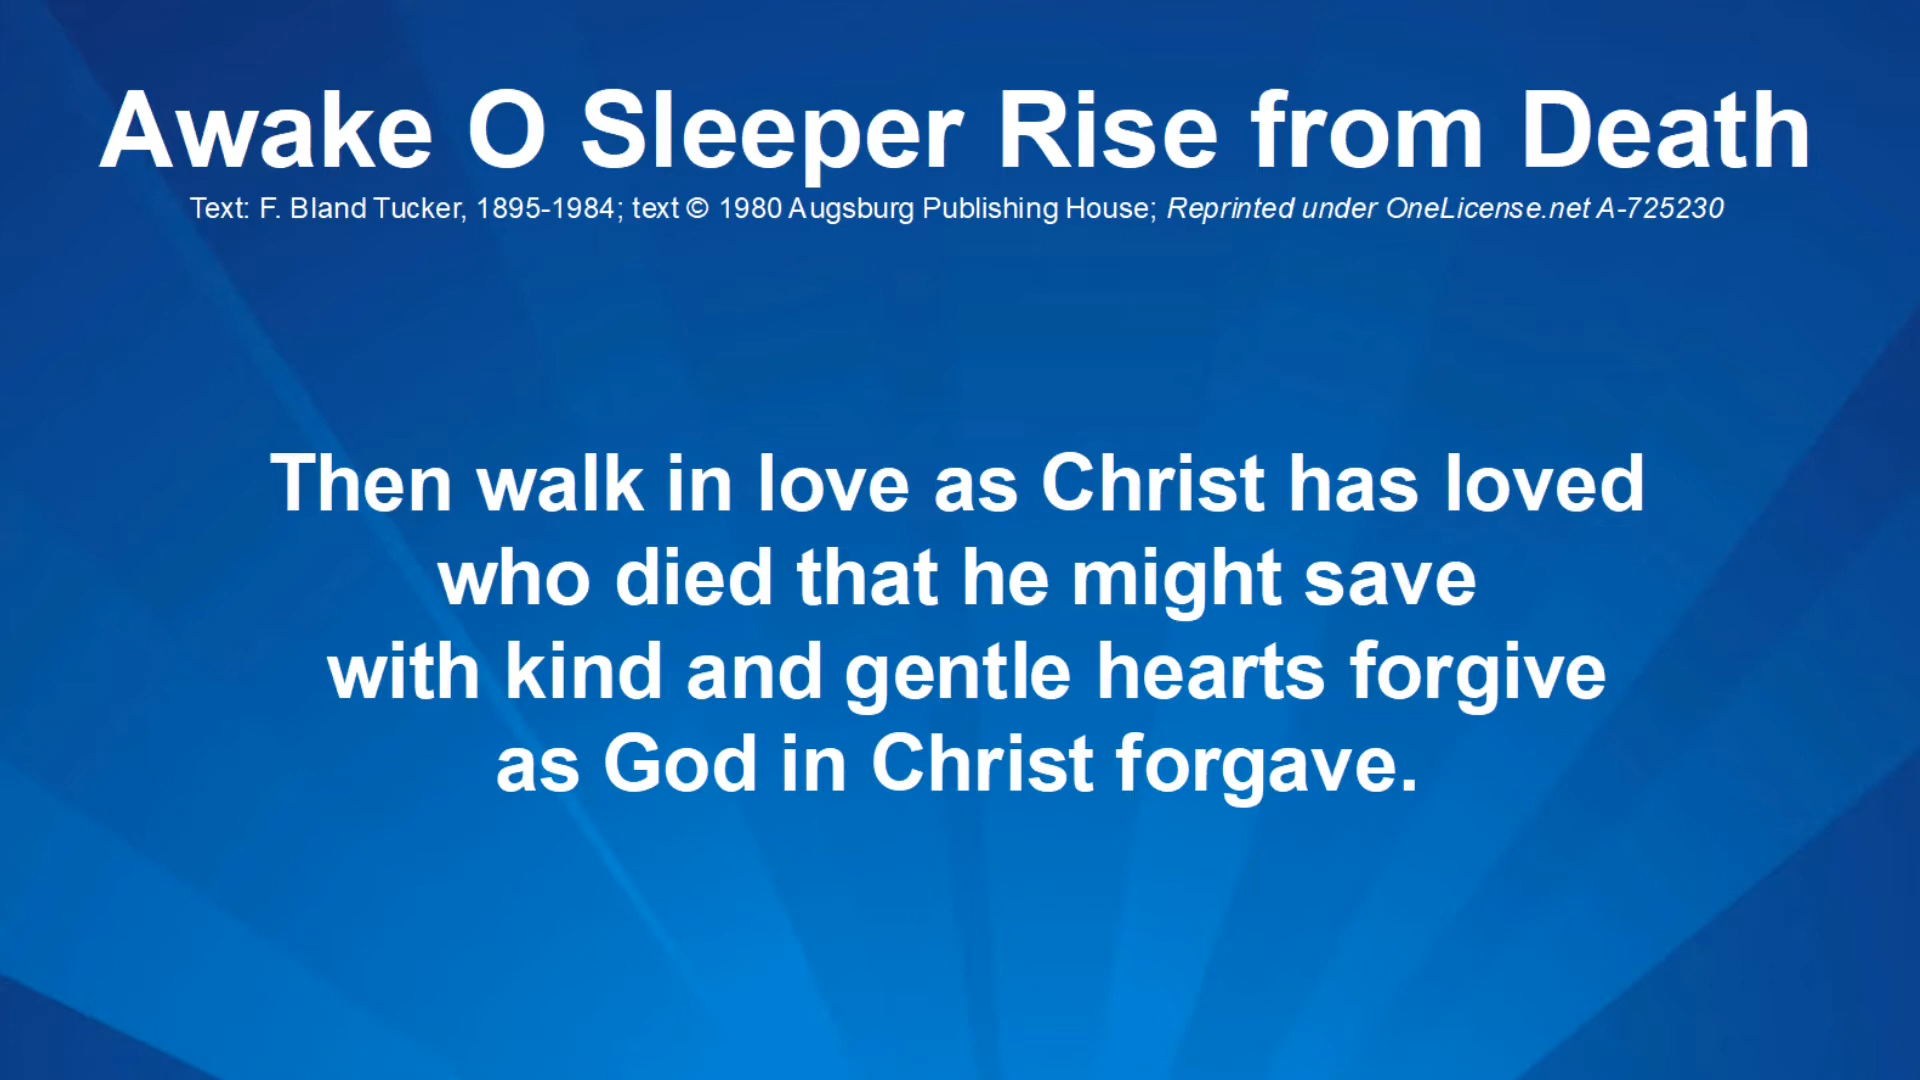 Awake O Sleeper Rise from Death
Text: F. Bland Tucker, 1895-1984; text © 1980 Augsburg Publishing House; Reprinted under OneLicense.net A-725230
Then walk in love as Christ has loved
who died that he might save
with kind and gentle hearts forgive
as God in Christ forgave.